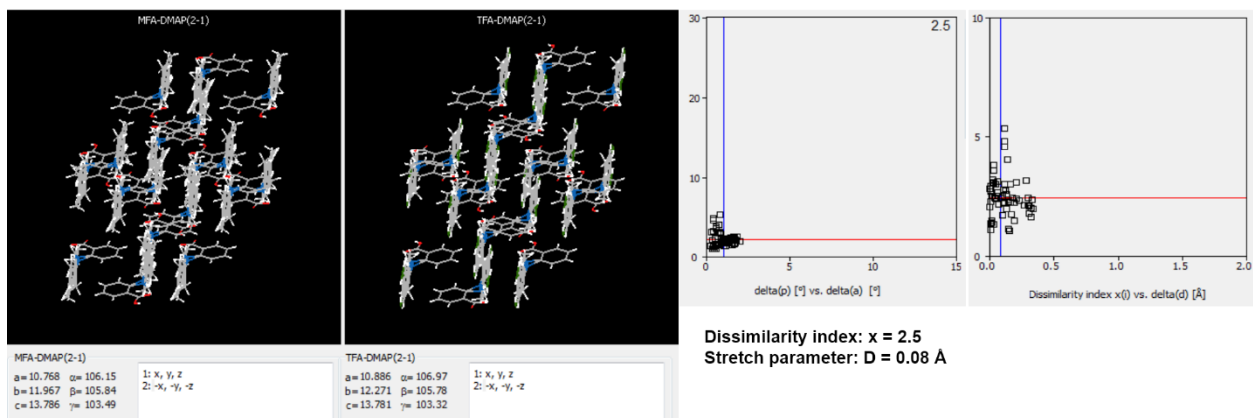 MFA-DMAP(2-1)
TFA-DMAP(2-1)
MFA-DMAP(2-1)
a=10.768 α=106.15
b=11.967 β=105.84
c=13.786 γ=103.49
1: x, y, z
2: -x, -y, -z
TFA-DMAP(2-1)
a=10.886 α=106.97
b=12.271 β=105.78
c=13.781 γ=103.32
1: x, y, z
2: -x, -y, -z
30
20
10
0
0
5
10
15
2.5
delta(p) [°] vs. delta(a) [°]
10
5
0
0.0
0.5
1.0
1.5
2.0
Dissimilarity index x(i) vs. delta(d) [Å]
Dissimilarity index: x = 2.5
Stretch parameter: D = 0.08 Å